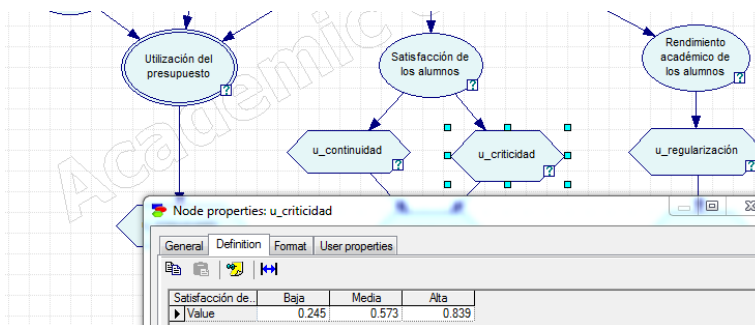 Academic
Utilización del
presupuesto
?
Satisfacción de
los alumnos
?
Rendimiento
académico de
los alumnos
?
u_continuidad
?
u_criticidad
?
u_regularización
?
Node properties: u_criticidad
General Definition Format User properties
Satisfacción de... Baja Media Alta
Value 0.245 0.573 0.839